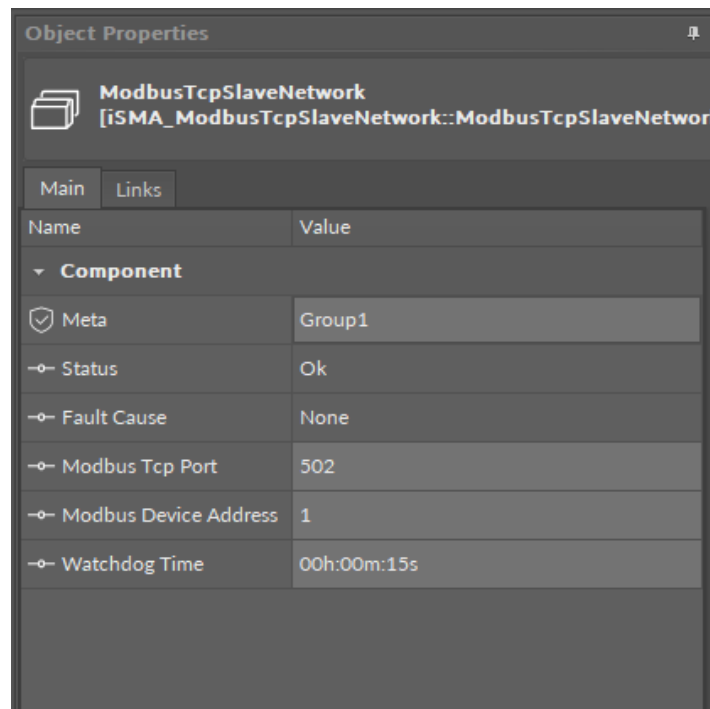 Object Properties
ModbusTcpSlaveNetwork
[iSMA_ModbusTcpSlaveNetwork::ModbusTcpSlaveNetwor
Main Links
Name Value
Component
Meta Group1
Status Ok
Fault Cause None
Modbus Tcp Port 502
Modbus Device Address 1
Watchdog Time 00h:00m:15s